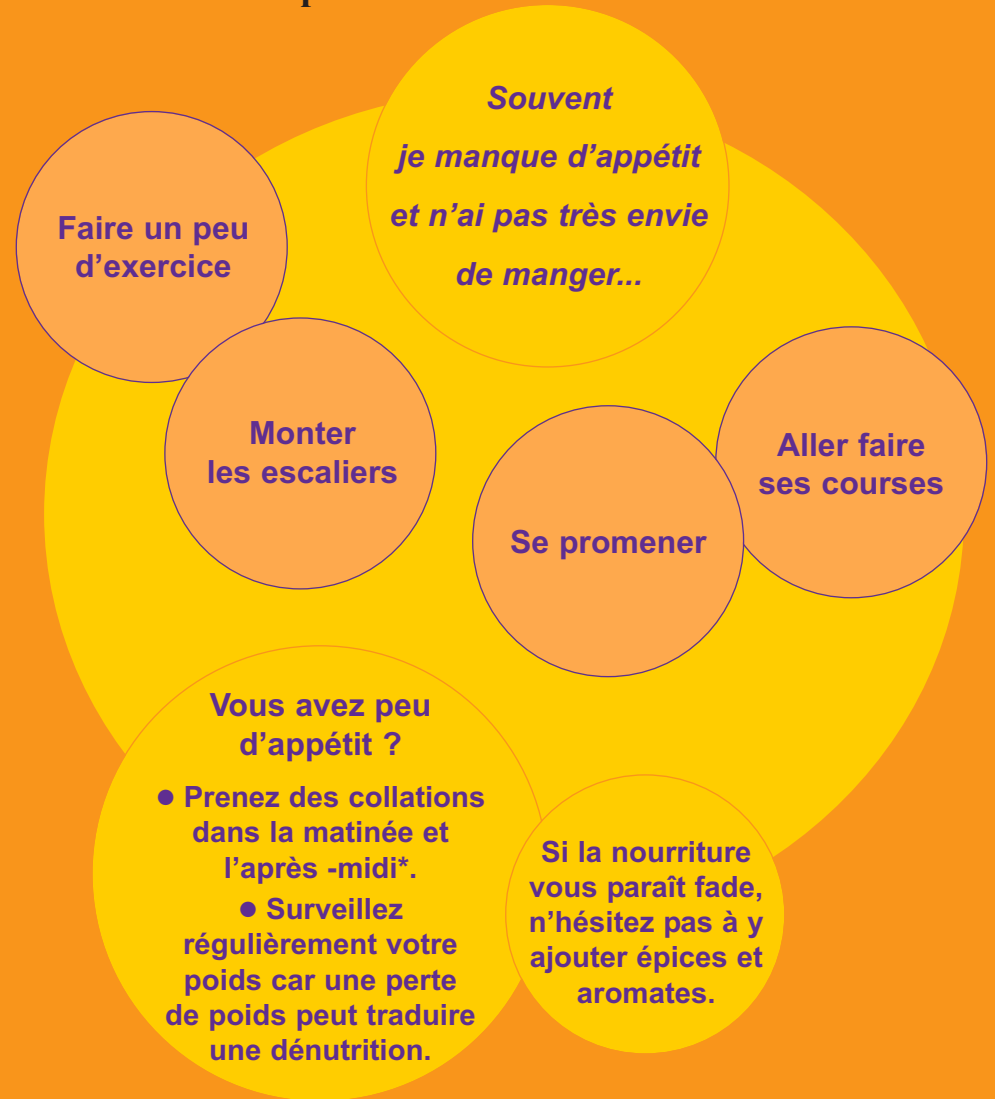 Souvent
je manque d'appétit
et n'ai pas très envie
de manger...
Faire un peu
d'exercice
Monter
les escaliers
Se promener
Aller faire
ses courses
Vous avez peu
d'appétit ?
● Prenez des collations
dans la matinée et
l'après -midi*.
● Surveillez
régulièrement votre
poids car une perte
de poids peut traduire
une dénutrition.
Si la nourriture
vous paraît fade,
n'hésitez pas à y
ajouter épices et
aromates.